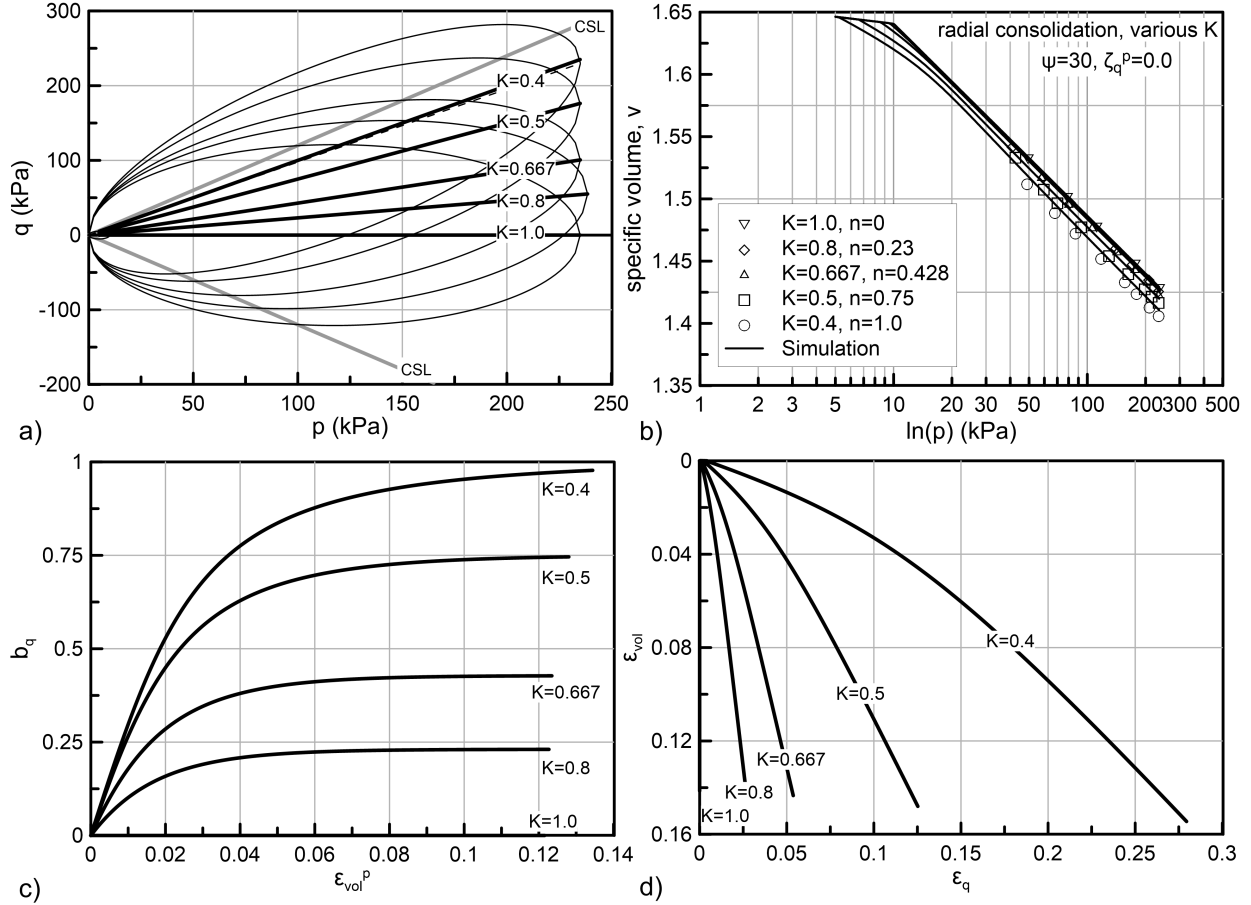 300
200
100
0
-100
-200
q (kPa)
CSL
K=0.4
K=0.5
K=0.667
K=0.8
K=1.0
CSL
0
50
100
150
200
250
p (kPa)
a)
1.65
1.6
1.55
1.5
1.45
1.4
1.35
specific volume, v
radial consolidation, various K
ψ=30, ζqᵖ=0.0
K=1.0, n=0
K=0.8, n=0.23
K=0.667, n=0.428
K=0.5, n=0.75
K=0.4, n=1.0
Simulation
1
2
3
5
10
20
30
50
100
200
300
500
ln(p) (kPa)
b)
1
0.75
0.5
0.25
0
bq
K=0.4
K=0.5
K=0.667
K=0.8
K=1.0
0
0.02
0.04
0.06
0.08
0.1
0.12
0.14
εvolᵖ
c)
0
0.04
0.08
0.12
0.16
εvol
K=0.4
K=0.5
K=0.667
K=0.8
K=1.0
0
0.05
0.1
0.15
0.2
0.25
0.3
εq
d)